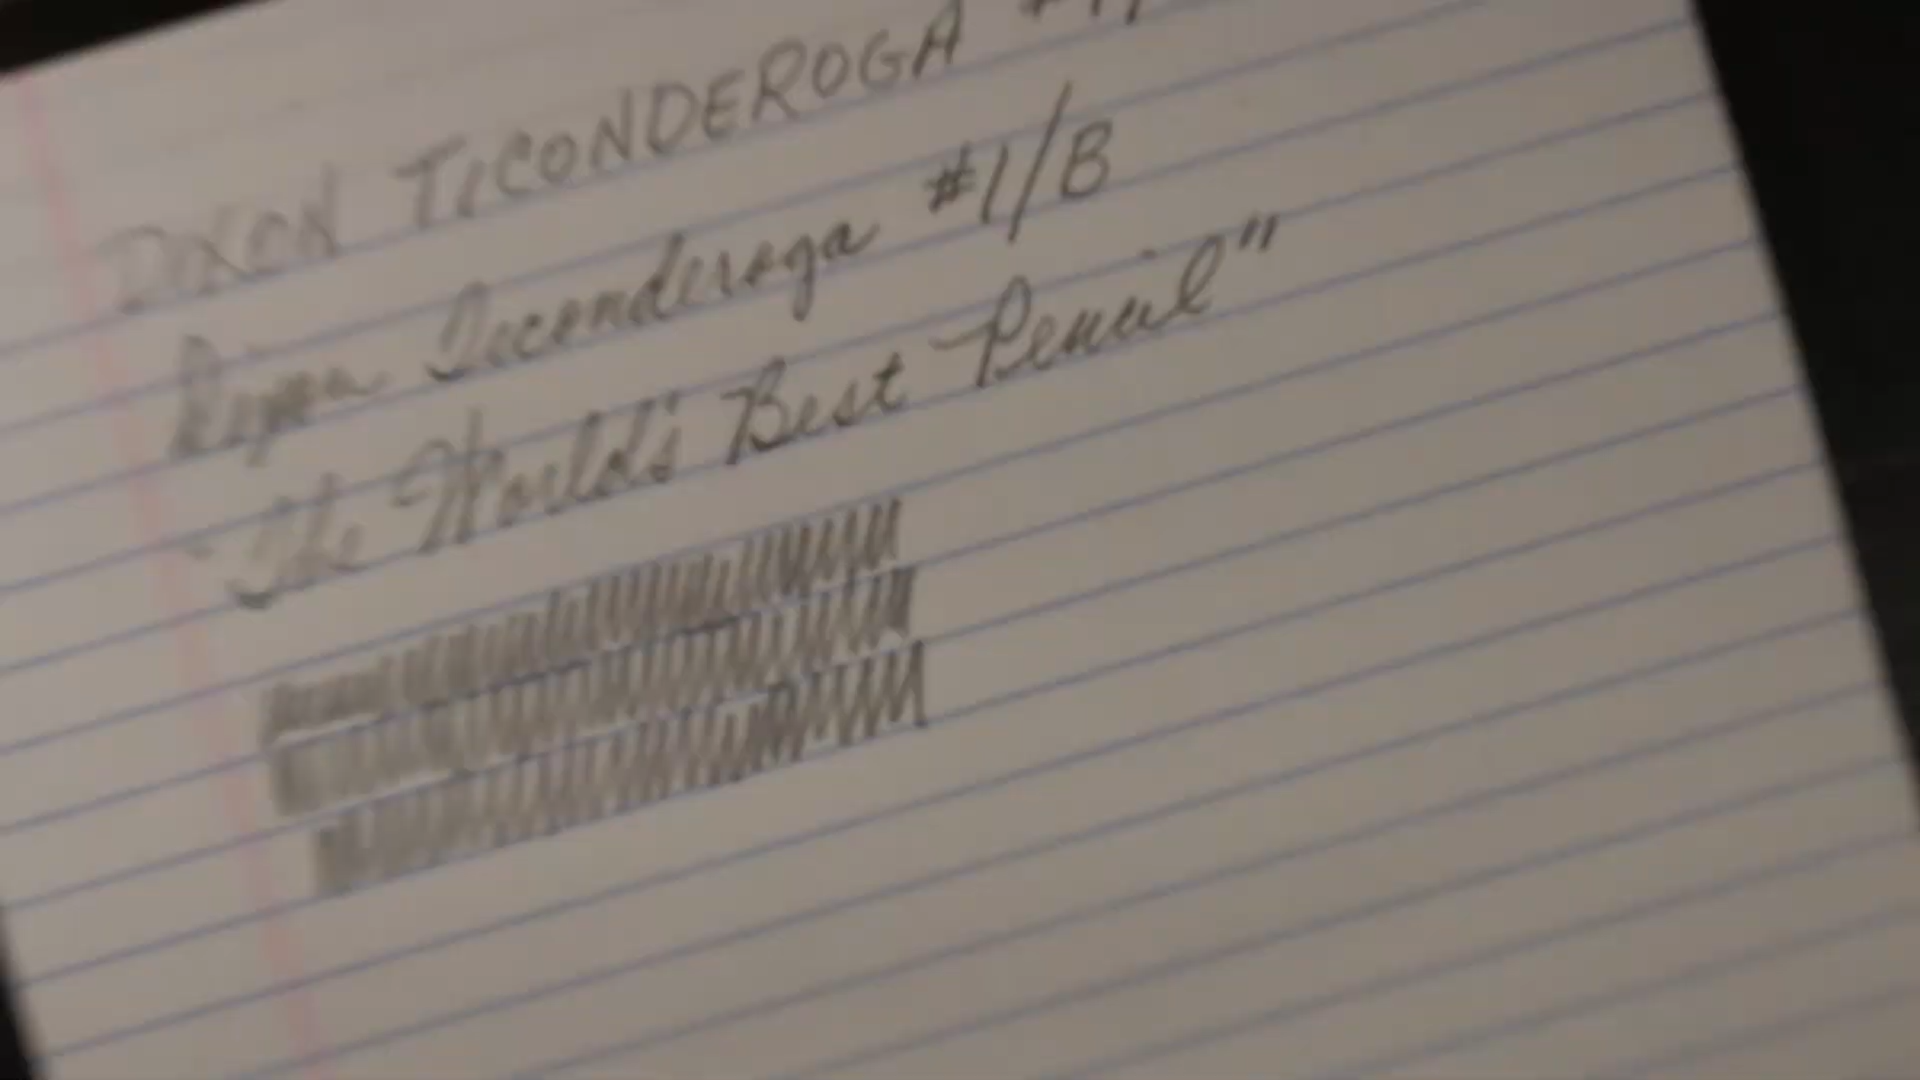 DIXON TICONDEROGA
Dixon Ticonderoga #1/B
"The World's Best Pencil"